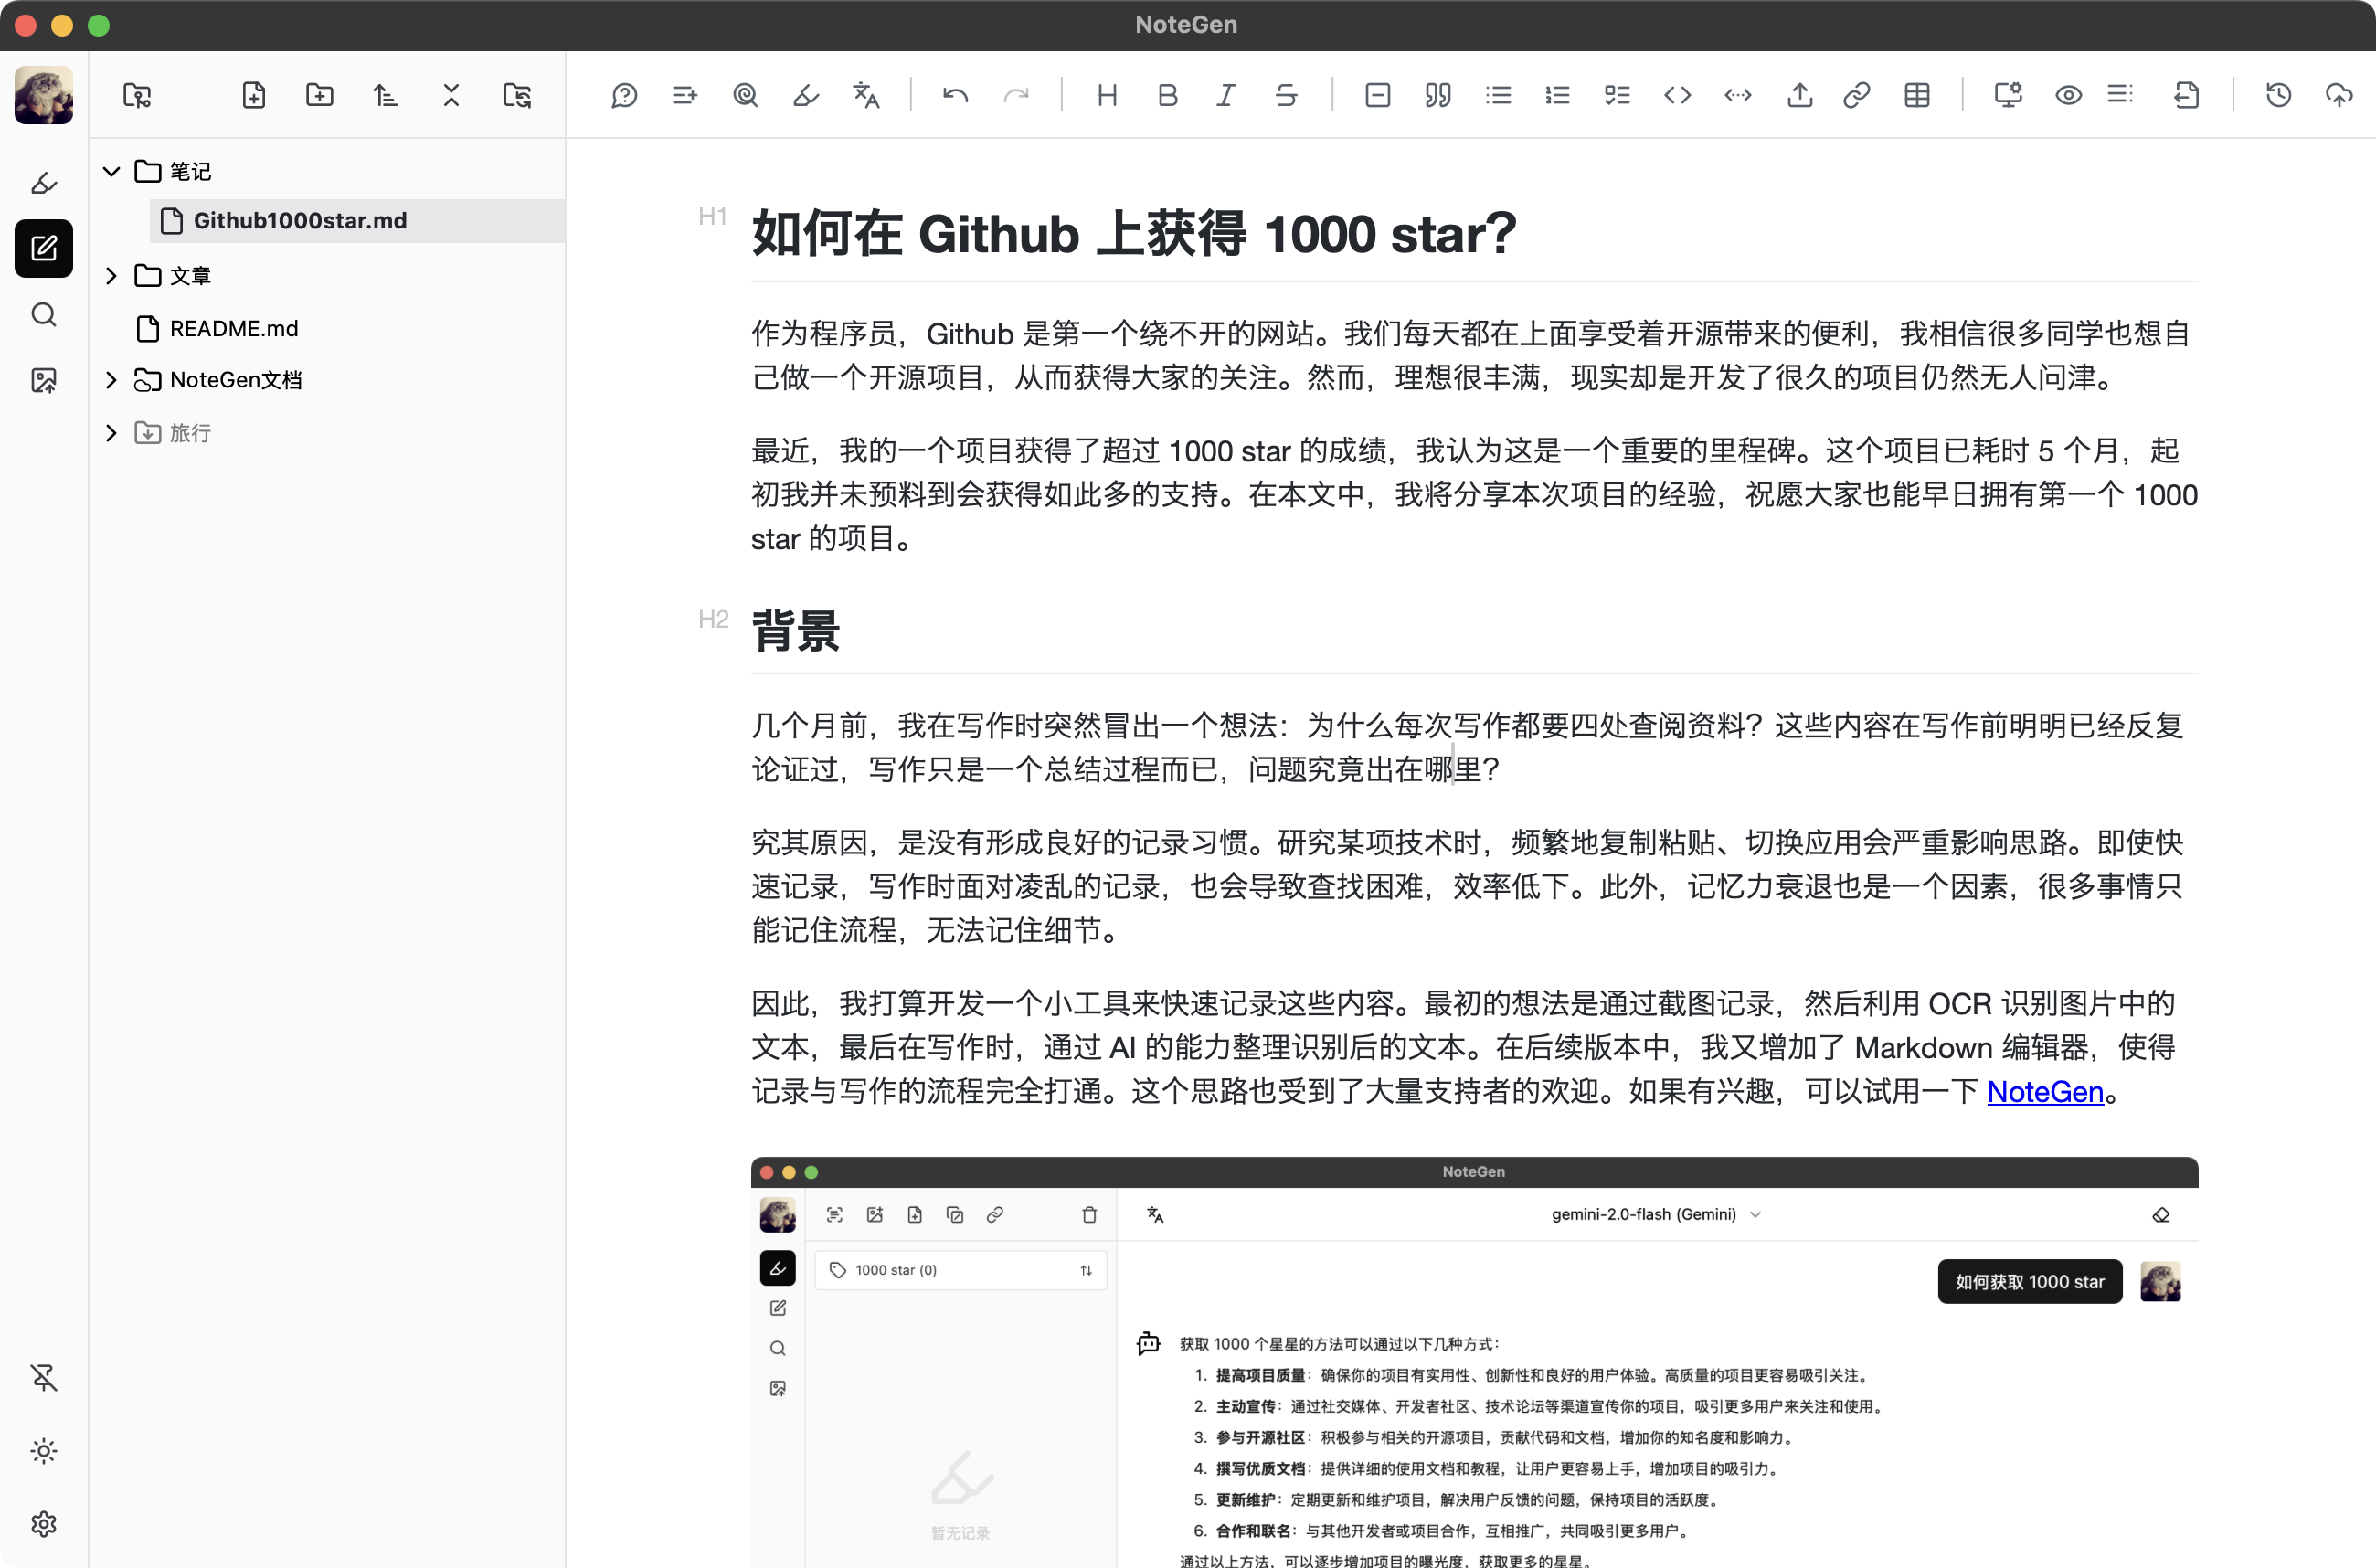 NoteGen
笔记
Github1000star.md
文章
README.md
NoteGen文档
旅行
H1
如何在 Github 上获得 1000 star？
作为程序员，Github 是第一个绕不开的网站。我们每天都在上面享受着开源带来的便利，我相信很多同学也想自
己做一个开源项目，从而获得大家的关注。然而，理想很丰满，现实却是开发了很久的项目仍然无人问津。
最近，我的一个项目获得了超过 1000 star 的成绩，我认为这是一个重要的里程碑。这个项目已耗时 5 个月，起
初我并未预料到会获得如此多的支持。在本文中，我将分享本次项目的经验，祝愿大家也能早日拥有第一个 1000
star 的项目。
H2
背景
几个月前，我在写作时突然冒出一个想法：为什么每次写作都要四处查阅资料？这些内容在写作前明明已经反复
论证过，写作只是一个总结过程而已，问题究竟出在哪里？
究其原因，是没有形成良好的记录习惯。研究某项技术时，频繁地复制粘贴、切换应用会严重影响思路。即使快
速记录，写作时面对凌乱的记录，也会导致查找困难，效率低下。此外，记忆力衰退也是一个因素，很多事情只
能记住流程，无法记住细节。
因此，我打算开发一个小工具来快速记录这些内容。最初的想法是通过截图记录，然后利用 OCR 识别图片中的
文本，最后在写作时，通过 AI 的能力整理识别后的文本。在后续版本中，我又增加了 Markdown 编辑器，使得
记录与写作的流程完全打通。这个思路也受到了大量支持者的欢迎。如果有兴趣，可以试用一下 NoteGen。
NoteGen
gemini-2.0-flash (Gemini)
1000 star (0)
如何获取 1000 star
获取 1000 个星星的方法可以通过以下几种方式：
1. 提高项目质量：确保你的项目有实用性、创新性和良好的用户体验。高质量的项目更容易吸引关注。
2. 主动宣传：通过社交媒体、开发者社区、技术论坛等渠道宣传你的项目，吸引更多用户来关注和使用。
3. 参与开源社区：积极参与相关的开源项目，贡献代码和文档，增加你的知名度和影响力。
4. 撰写优质文档：提供详细的使用文档和教程，让用户更容易上手，增加项目的吸引力。
5. 更新维护：定期更新和维护项目，解决用户反馈的问题，保持项目的活跃度。
6. 合作和联名：与其他开发者或项目合作，互相推广，共同吸引更多用户。
暂无记录
通过以上方法，可以逐步增加项目的曝光度，获取更多的星星。